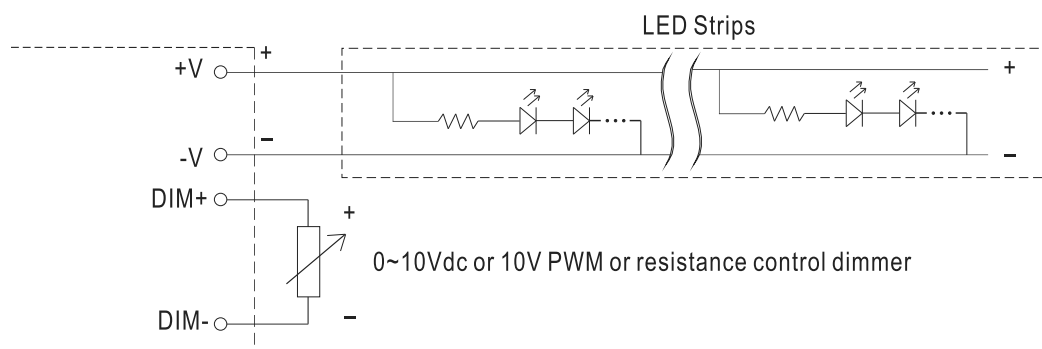 LED Strips
+
+V
+
-
-V
-
DIM+
+
0~10Vdc or 10V PWM or resistance control dimmer
DIM-
-